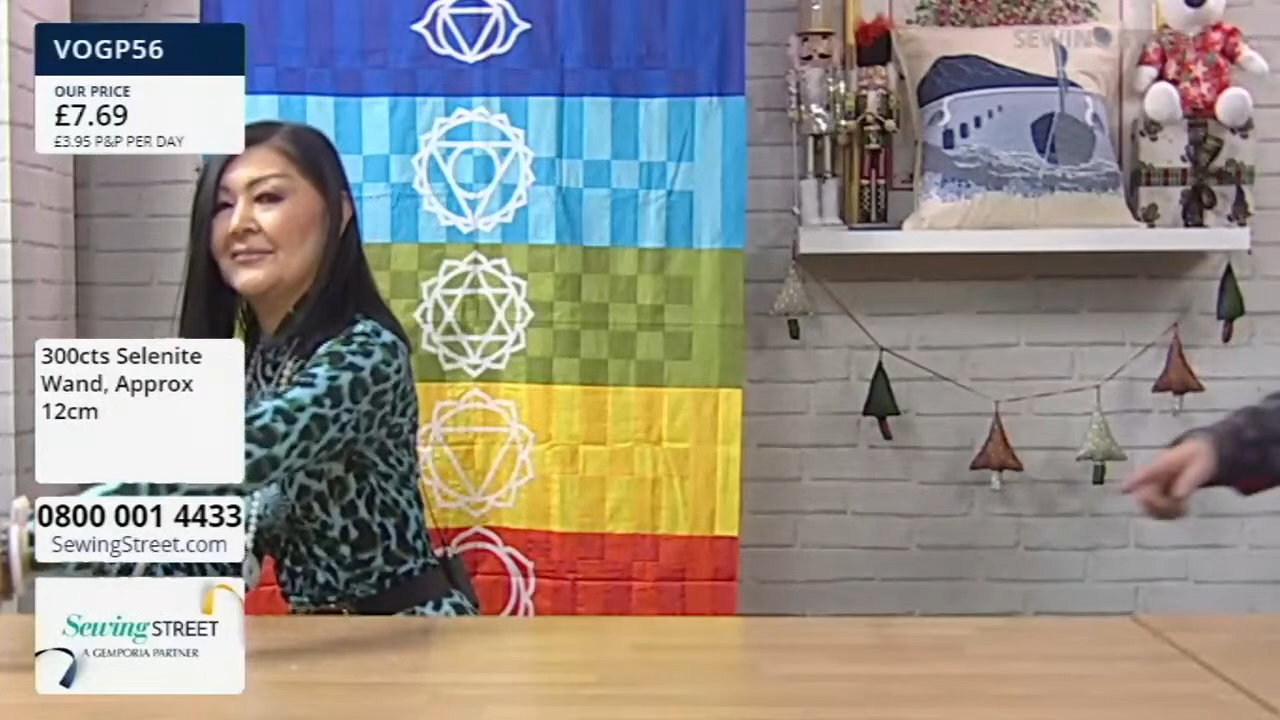 VOGP56
OUR PRICE
£7.69
£3.95 P&P PER DAY
300cts Selenite
Wand, Approx
12cm
0800 001 4433
SewingStreet.com
Sewing STREET
A GEMPORIA PARTNER